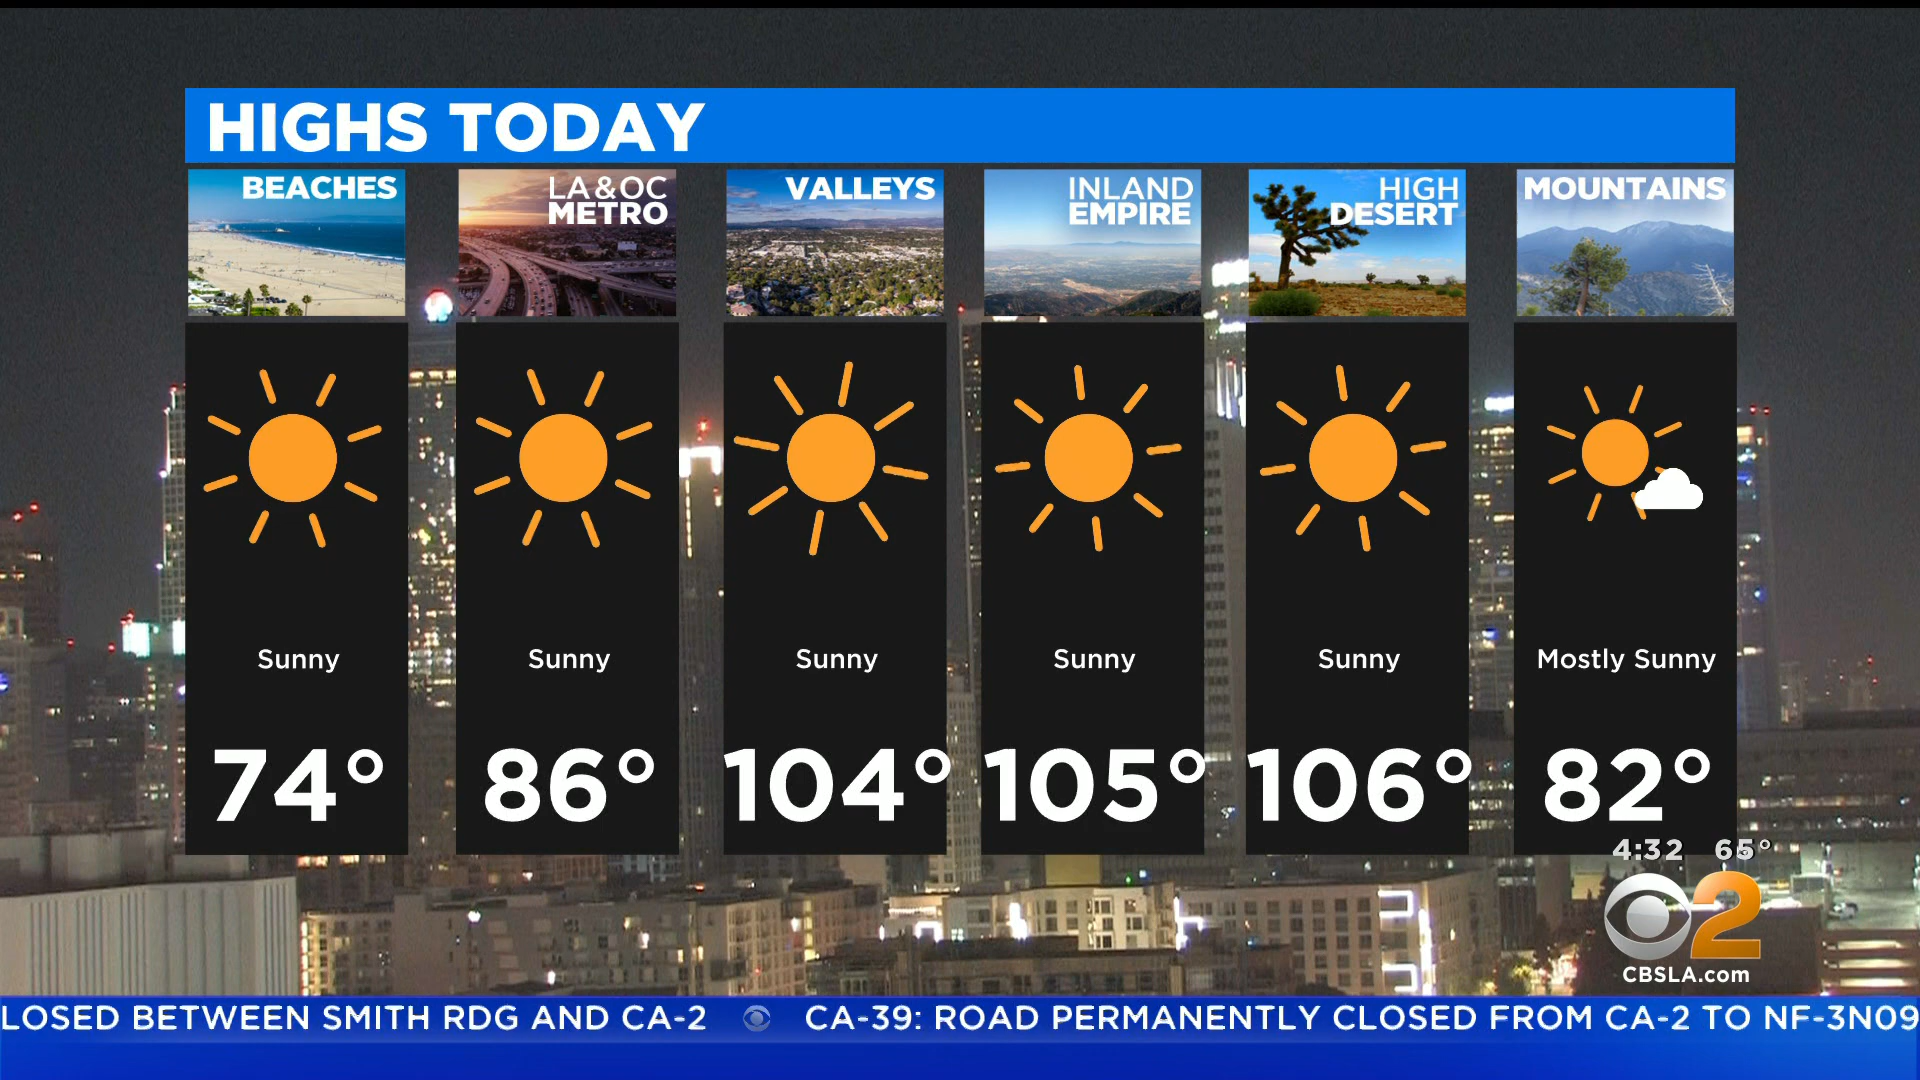 HIGHS TODAY
BEACHES
LA & OC
METRO
VALLEYS
INLAND
EMPIRE
HIGH
DESERT
MOUNTAINS
Sunny
Sunny
Sunny
Sunny
Sunny
Mostly Sunny
74°
86°
104°
105°
106°
82°
4:32 65°
2
CBSLA.com
LOSED BETWEEN SMITH RDG AND CA-2 CA-39: ROAD PERMANENTLY CLOSED FROM CA-2 TO NF-3N09